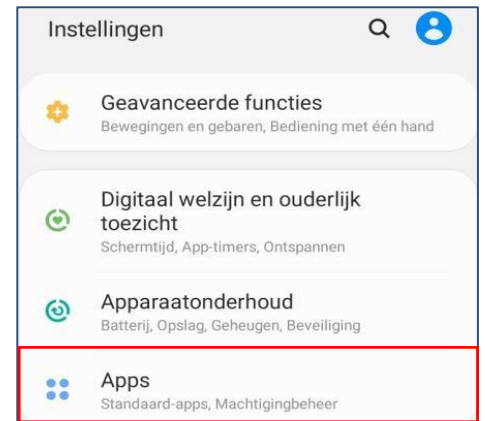 Instellingen
Geavanceerde functies
Bewegingen en gebaren, Bediening met één hand
Digitaal welzijn en ouderlijk
toezicht
Schermtijd, App-timers, Ontspannen
Apparaatonderhoud
Batterij, Opslag, Geheugen, Beveiliging
Apps
Standaard-apps, Machtigingbeheer